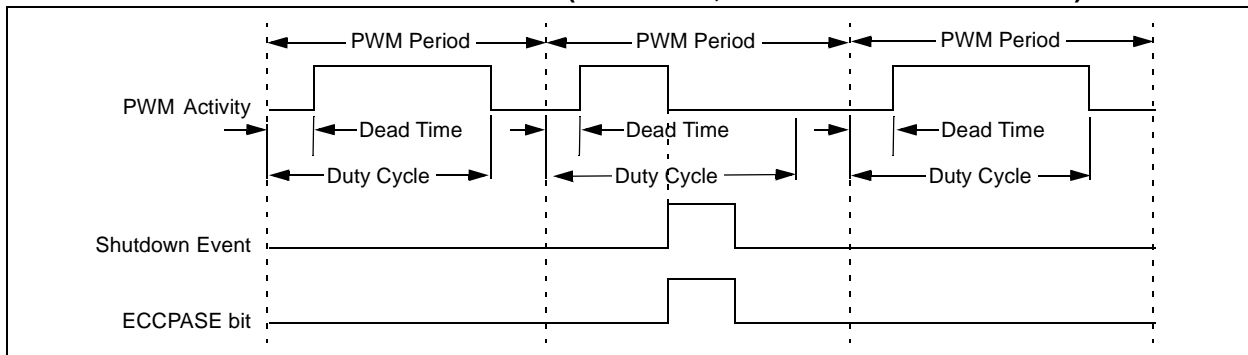 PWM Period PWM Period PWM Period
PWM Activity
Dead Time Dead Time Dead Time
Duty Cycle Duty Cycle Duty Cycle
Shutdown Event
ECCPASE bit